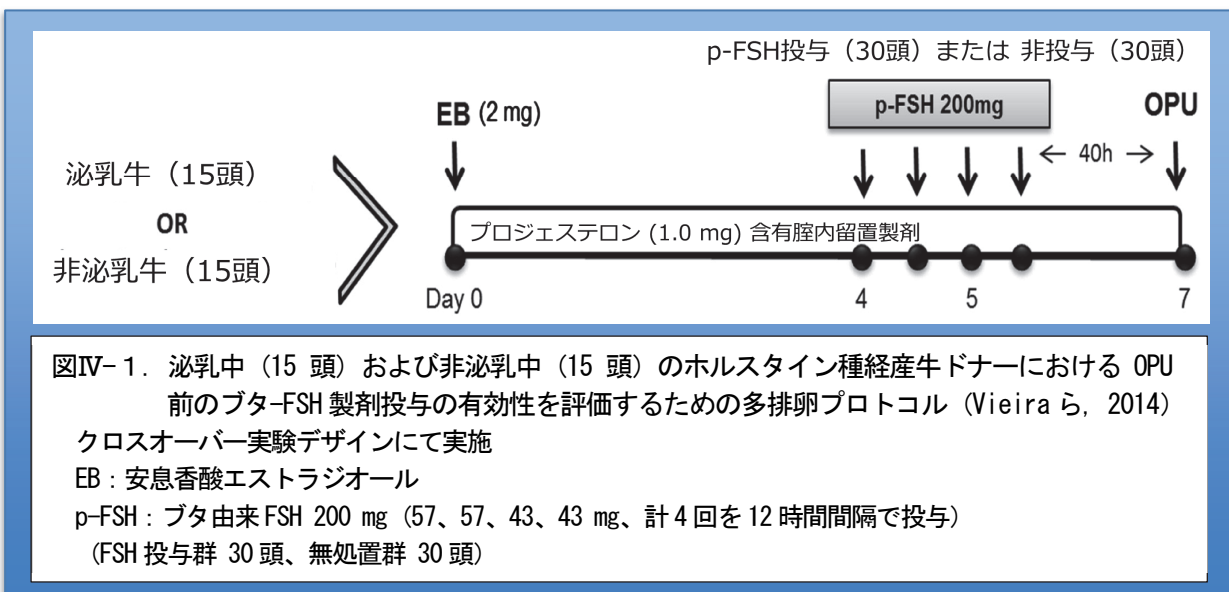 p-FSH投与（30頭）または 非投与（30頭）
EB (2 mg)
p-FSH 200mg
OPU
← 40h →
泌乳牛（15頭）
OR
非泌乳牛（15頭）
プロジェステロン (1.0 mg) 含有腟内留置製剤
Day 0
4
5
7
図Ⅳ-１. 泌乳中（15 頭）および非泌乳中（15 頭）のホルスタイン種経産牛ドナーにおける OPU
前のブタ-FSH 製剤投与の有効性を評価するための多排卵プロトコル（Vieira ら, 2014）
クロスオーバー実験デザインにて実施
EB：安息香酸エストラジオール
p-FSH：ブタ由来 FSH 200 mg（57、57、43、43 mg、計４回を 12 時間間隔で投与）
（FSH 投与群 30 頭、無処置群 30 頭）